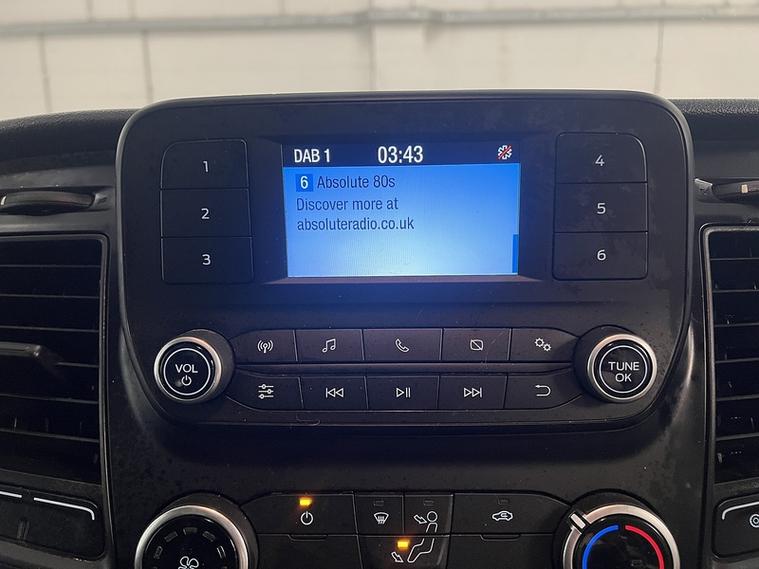 DAB 1 03:43
6 Absolute 80s
Discover more at
absoluteradio.co.uk
1
2
3
4
5
6
VOL
TUNE
OK